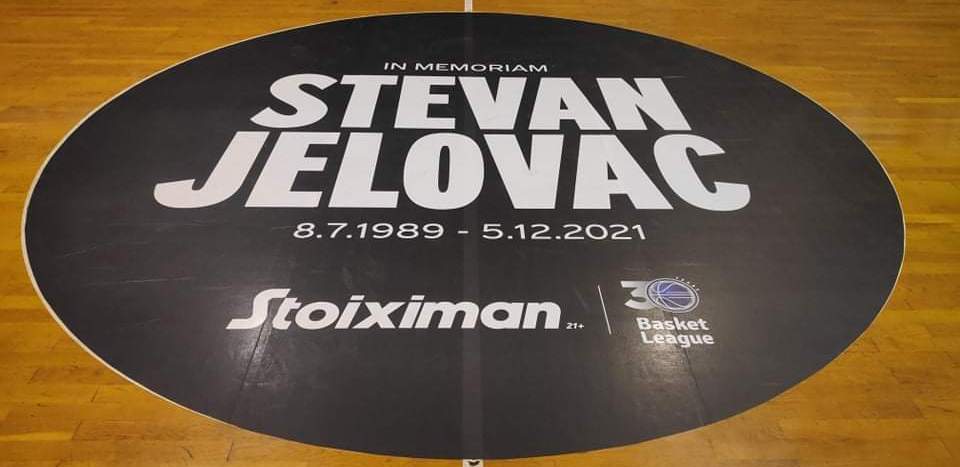 IN MEMORIAM
STEVAN
JELOVAC
8.7.1989 - 5.12.2021
Stoiximan 21+
30
Basket
League